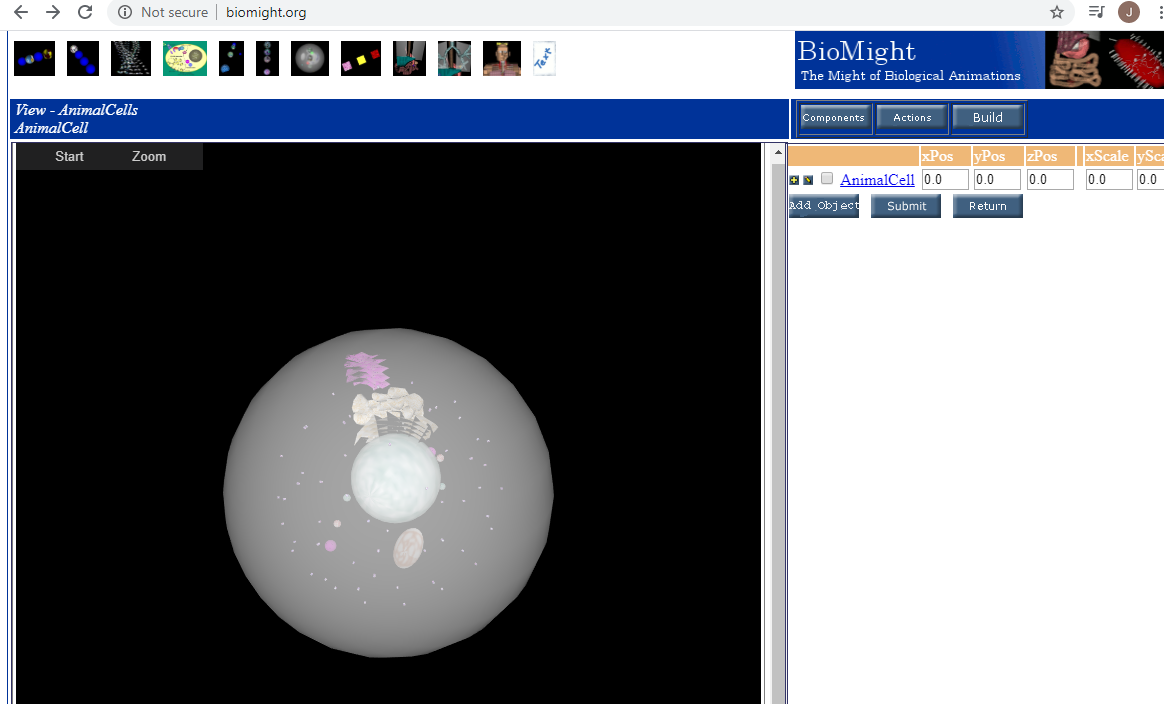 Not secure | biomight.org
J
Text
BioMight
The Might of Biological Animations
View - AnimalCells
AnimalCell
Components Actions Build
Start Zoom
xPos yPos zPos xScale ySca
AnimalCell 0.0 0.0 0.0 0.0 0.0
Add Object Submit Return